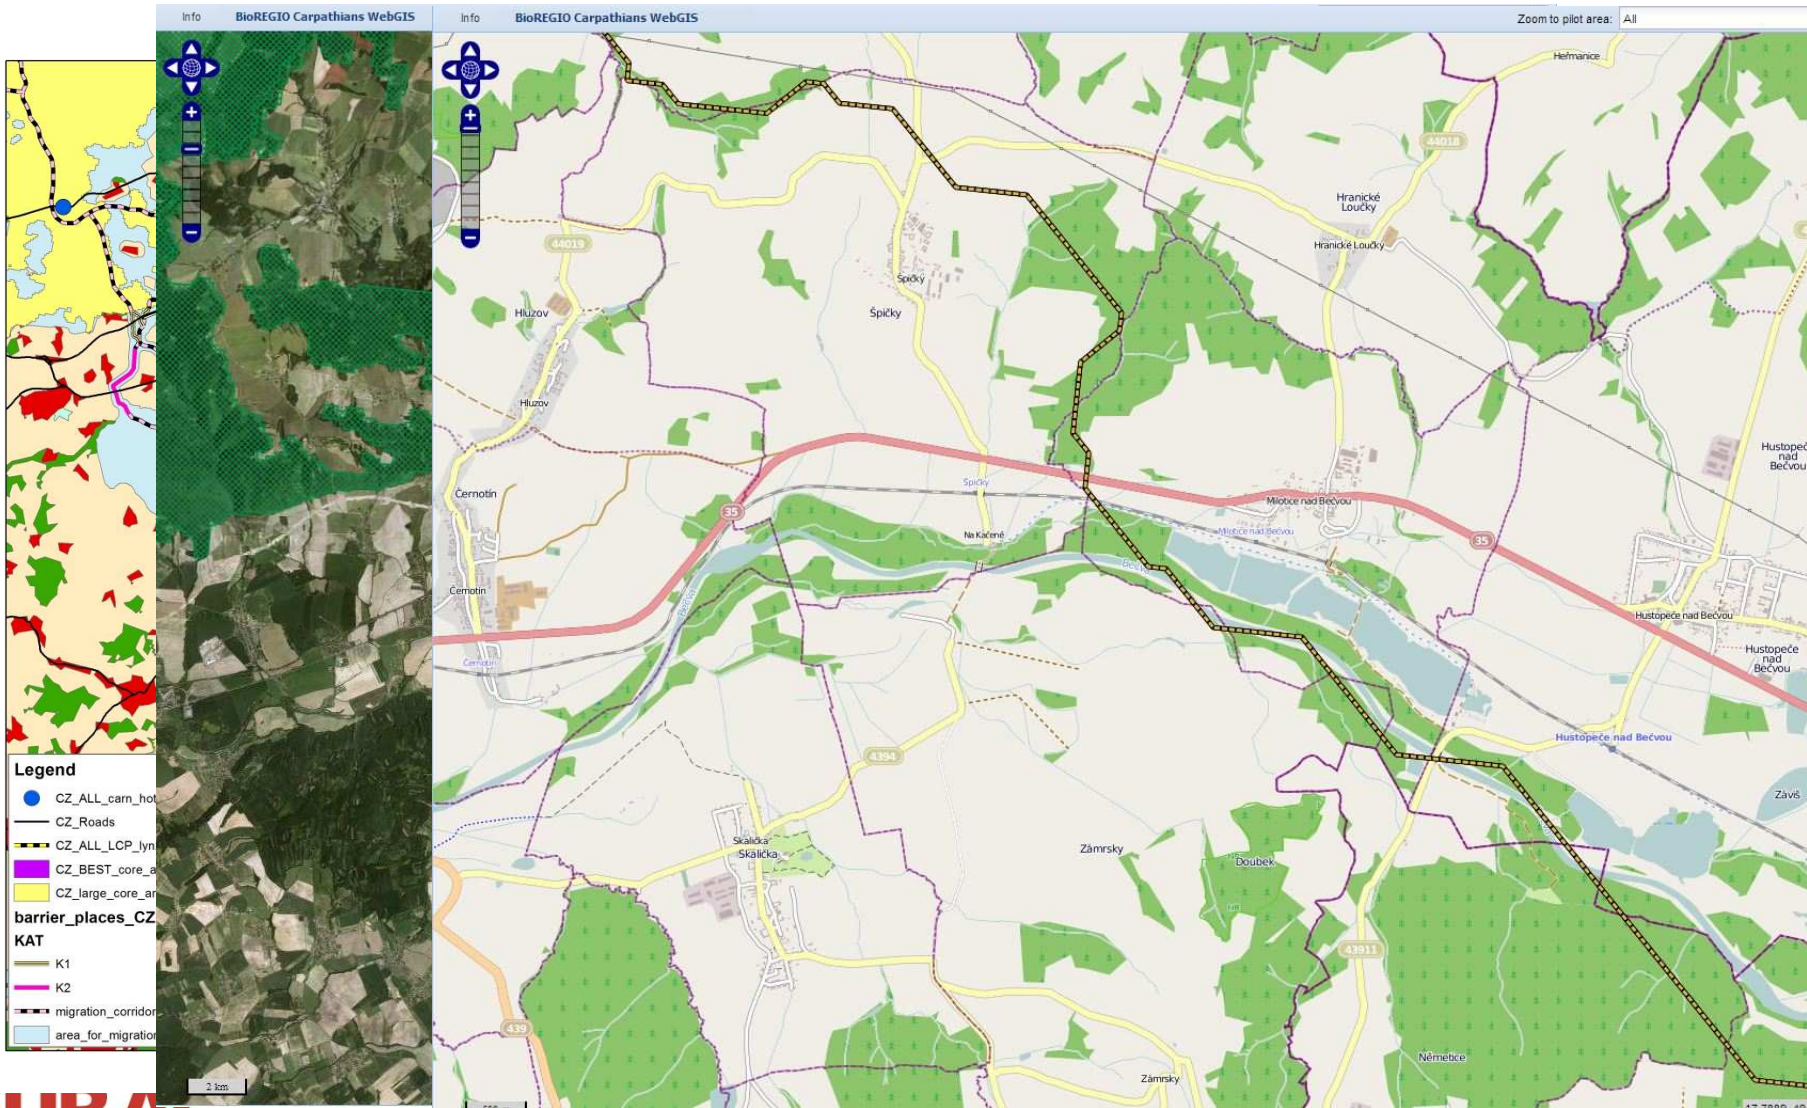 Info
BioREGIO Carpathians WebGIS
Info
BioREGIO Carpathians WebGIS
Zoom to pilot area:
All
Heřmanice
44018
Hranické
Loučky
Hranické Loučky
44019
Špičky
Špičky
Hluzov
Hluzov
Hustopeče
nad
Bečvou
Černotín
Špičky
Milotice nad Bečvou
35
Na Kačeně
Milotice nad Bečvou
35
Bečva
Černotín
Bečva
Hustopeče nad Bečvou
Černotín
Hustopeče
nad
Bečvou
Hustopeče nad Bečvou
4394
Záviš
Skalička
Skalička
Zámrsky
Doubek
43911
439
Němetice
Zámrsky
Legend
CZ_ALL_carn_hot
CZ_Roads
CZ_ALL_LCP_lyn
CZ_BEST_core_a
CZ_large_core_ar
barrier_places_CZ
KAT
K1
K2
migration_corridor
area_for_migration
2 km